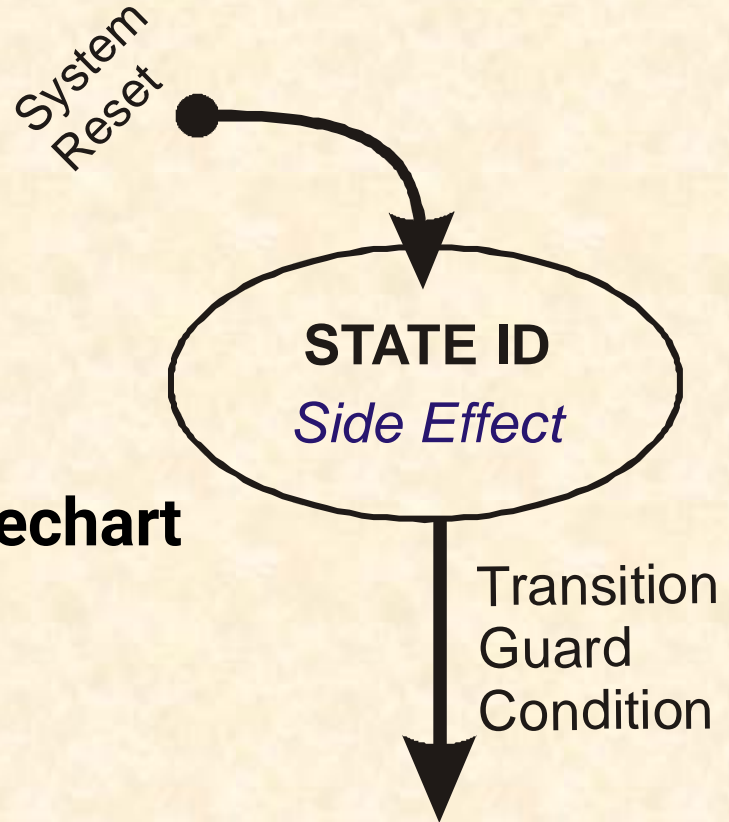 System
Reset
STATE ID
Side Effect
echart
Transition
Guard
Condition